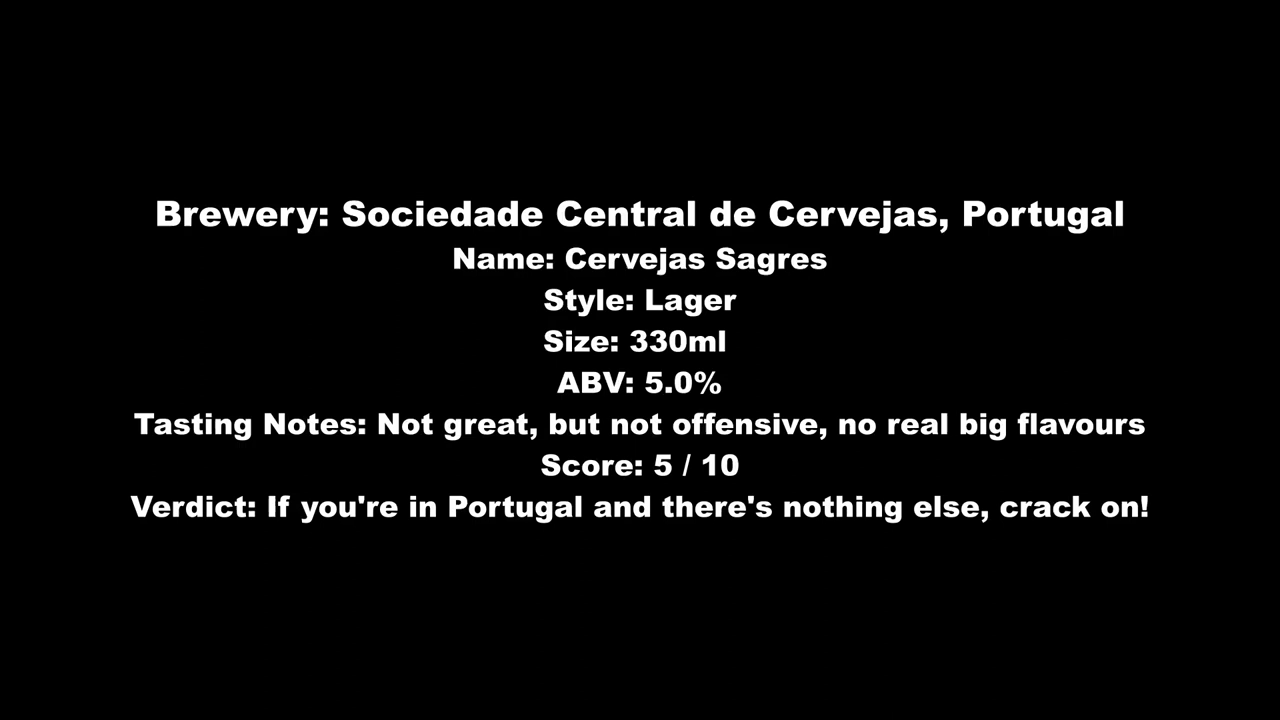 Brewery: Sociedade Central de Cervejas, Portugal
Name: Cervejas Sagres
Style: Lager
Size: 330ml
ABV: 5.0%
Tasting Notes: Not great, but not offensive, no real big flavours
Score: 5 / 10
Verdict: If you're in Portugal and there's nothing else, crack on!